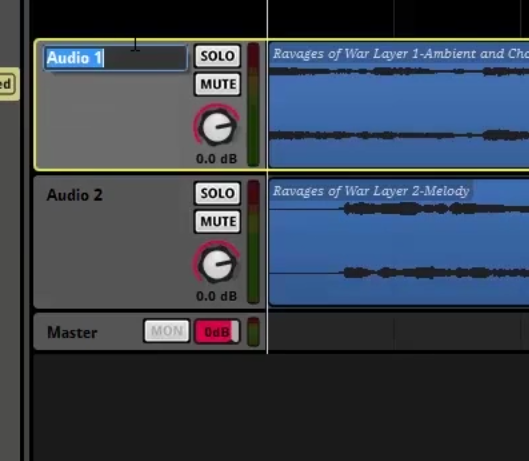 Audio 1
SOLO
MUTE
0.0 dB
Ravages of War Layer 1-Ambient and Cho
ed
Audio 2
SOLO
MUTE
0.0 dB
Ravages of War Layer 2-Melody
Master
MON
0dB